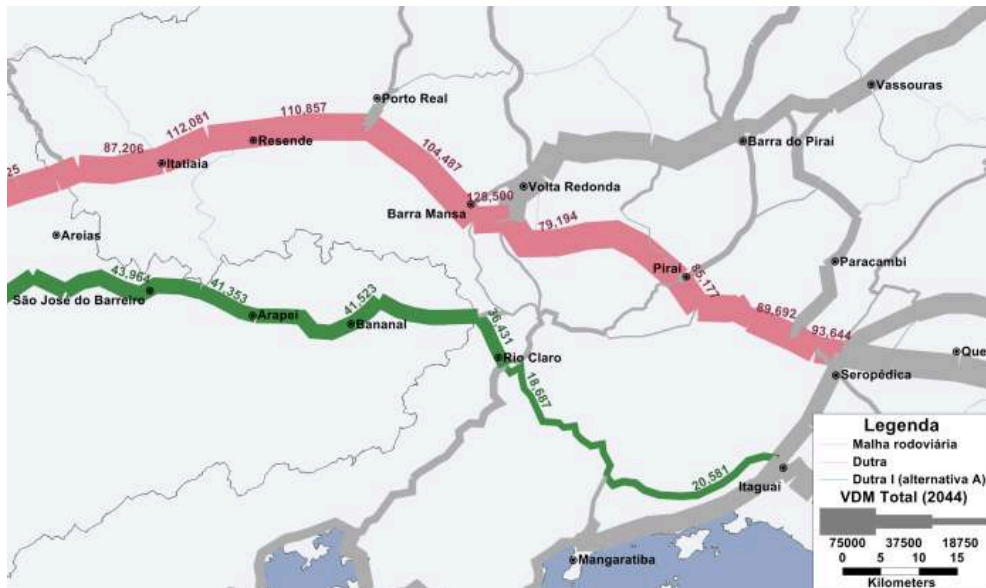 Porto Real
Vassouras
110,857
112,081
Resende
87,206
Itatiaia
104,487
Barra do Pirai
25
128,500
Volta Redonda
Barra Mansa
79,194
Areias
Paracambi
Pirai
85,177
43,964
São José do Barreiro
41,353
Arapei
41,523
Bananal
36,431
89,692
93,644
Rio Claro
Que
18,687
Seropédica
20,581
Itaguaí
Mangaratiba
Legenda
Malha rodoviária
Dutra
Dutra I (alternativa A)
VDM Total (2044)
75000 37500 18750
0 5 10 15
Kilometers